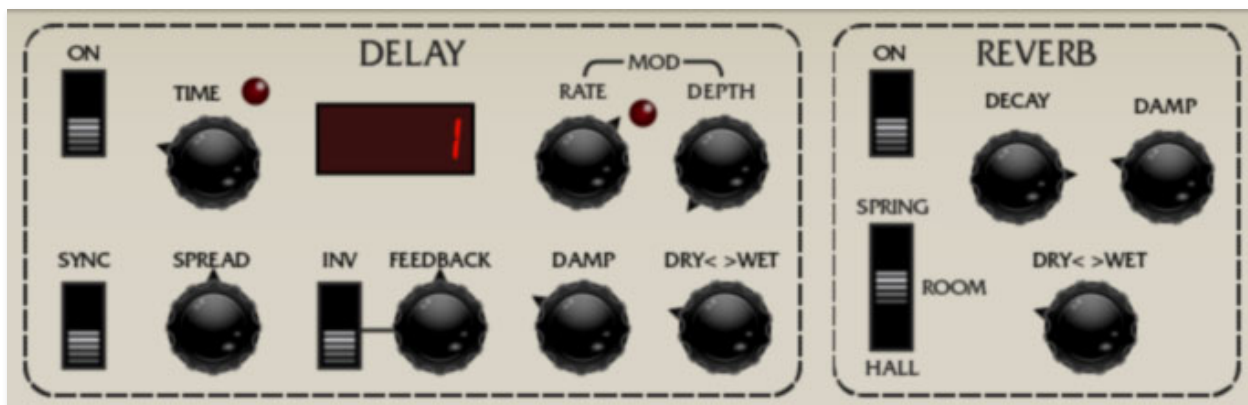 ON
DELAY
TIME
MOD
RATE
DEPTH
1
SYNC
SPREAD
INV
FEEDBACK
DAMP
DRY< >WET
ON
REVERB
DECAY
DAMP
SPRING
ROOM
HALL
DRY< >WET